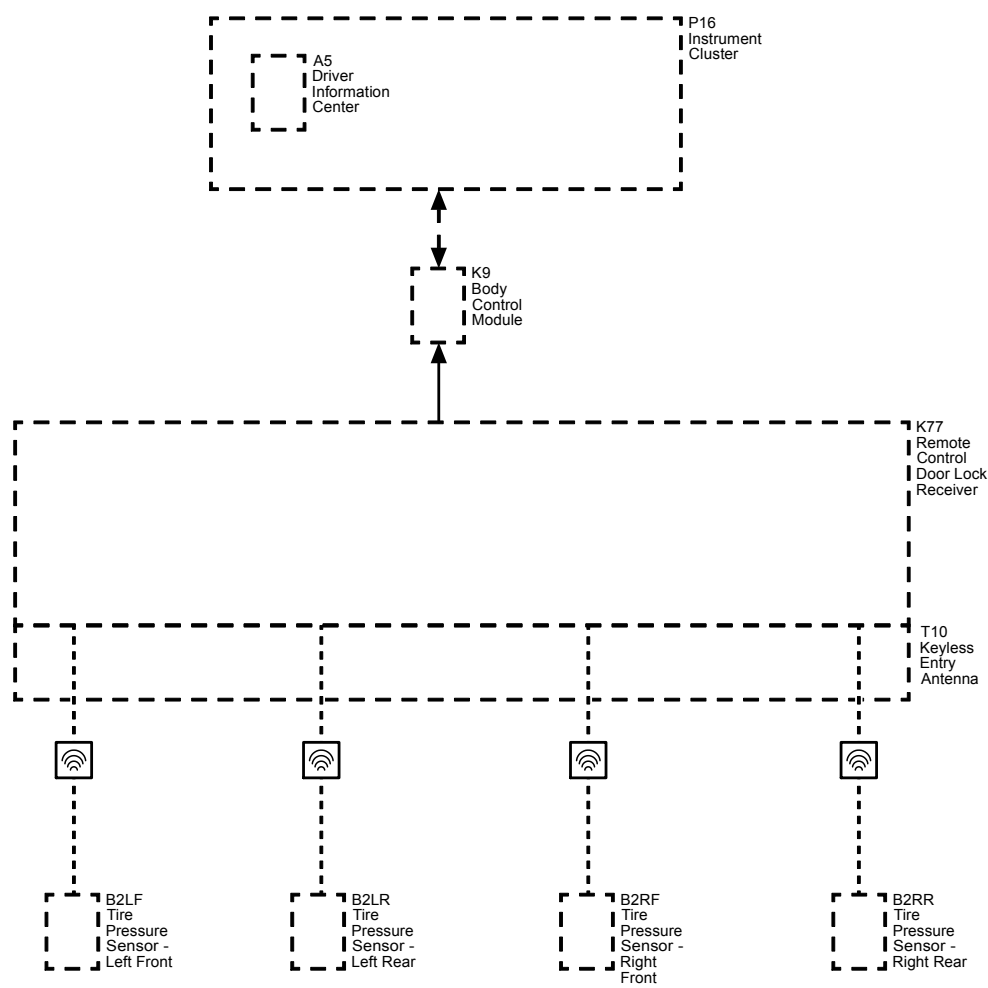 P16
Instrument
Cluster
A5
Driver
Information
Center
K9
Body
Control
Module
K77
Remote
Control
Door Lock
Receiver
T10
Keyless
Entry
Antenna
B2LF
Tire
Pressure
Sensor -
Left Front
B2LR
Tire
Pressure
Sensor -
Left Rear
B2RF
Tire
Pressure
Sensor -
Right
Front
B2RR
Tire
Pressure
Sensor -
Right Rear